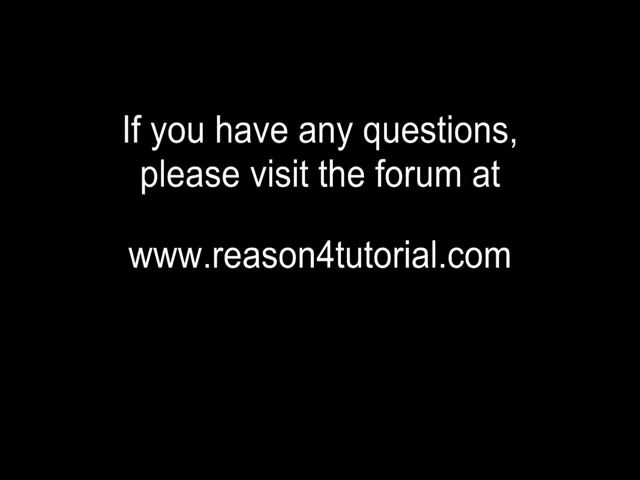 If you have any questions,
please visit the forum at
www.reason4tutorial.com